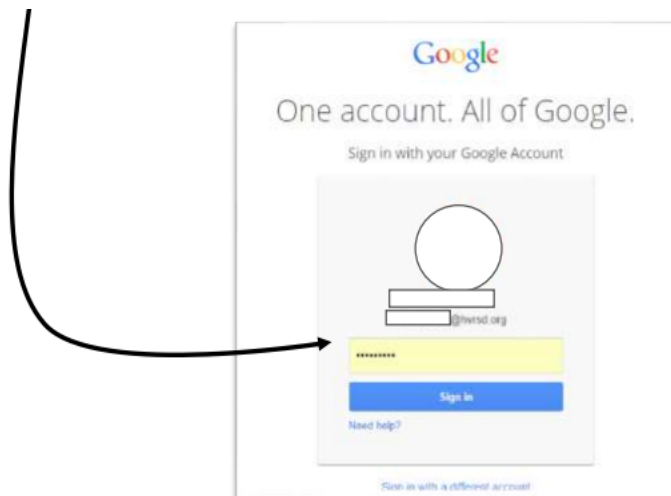 Google
One account. All of Google.
Sign in with your Google Account
@hvrsd.org
•••••••••
Sign in
Need help?
Sign in with a different account